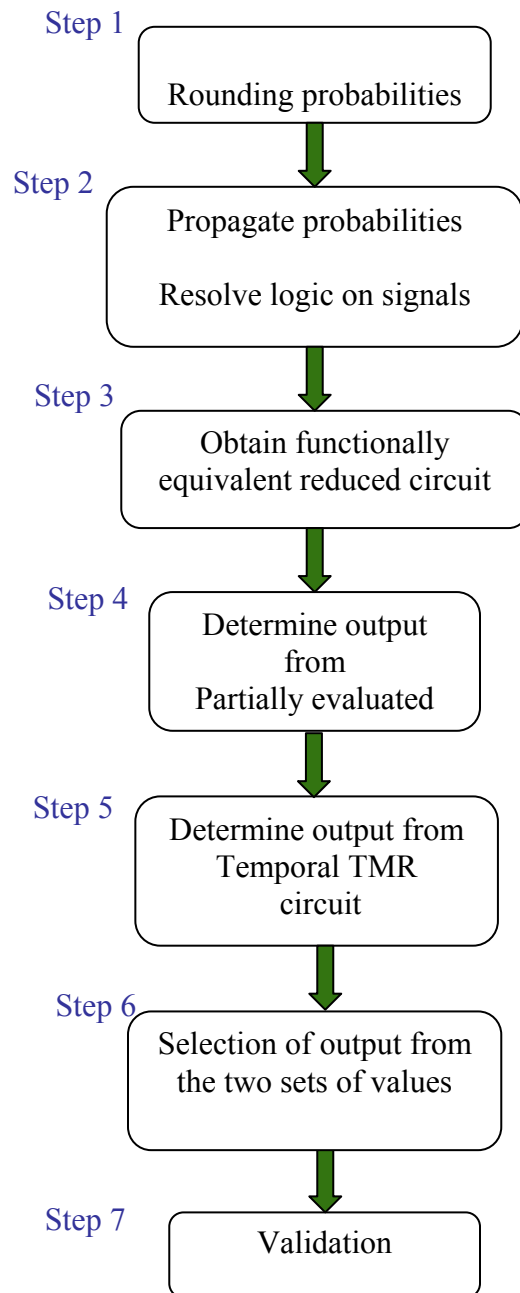 Step 1
Rounding probabilities
Step 2
Propagate probabilities
Resolve logic on signals
Step 3
Obtain functionally
equivalent reduced circuit
Step 4
Determine output
from
Partially evaluated
Step 5
Determine output from
Temporal TMR
circuit
Step 6
Selection of output from
the two sets of values
Step 7
Validation